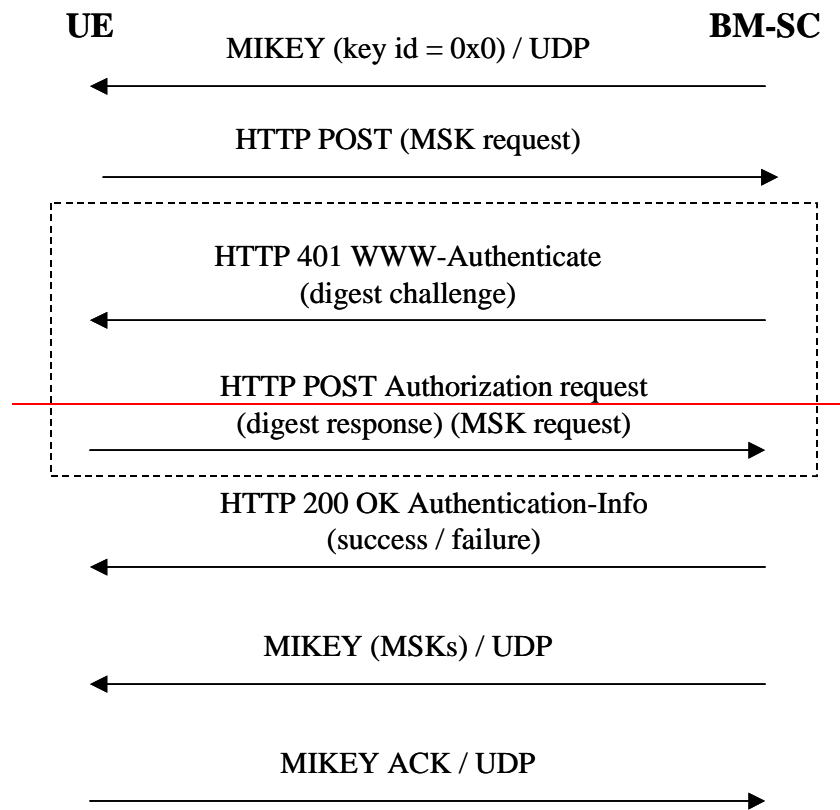 UE
BM-SC
MIKEY (key id = 0x0) / UDP
HTTP POST (MSK request)
HTTP 401 WWW-Authenticate
(digest challenge)
HTTP POST Authorization request
(digest response) (MSK request)
HTTP 200 OK Authentication-Info
(success / failure)
MIKEY (MSKs) / UDP
MIKEY ACK / UDP